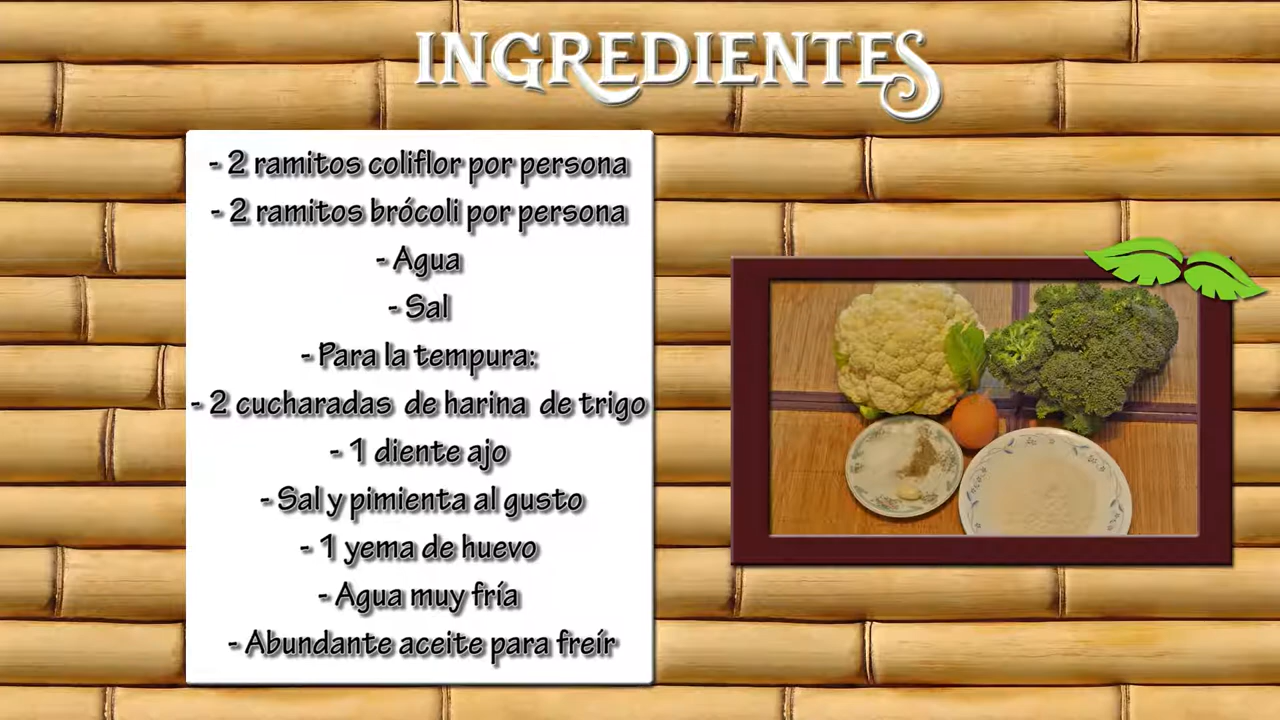 INGREDIENTES
- 2 ramitos coliflor por persona
- 2 ramitos brócoli por persona
- Agua
- Sal
- Para la tempura:
- 2 cucharadas de harina de trigo
- 1 diente ajo
- Sal y pimienta al gusto
- 1 yema de huevo
- Agua muy fría
- Abundante aceite para freír